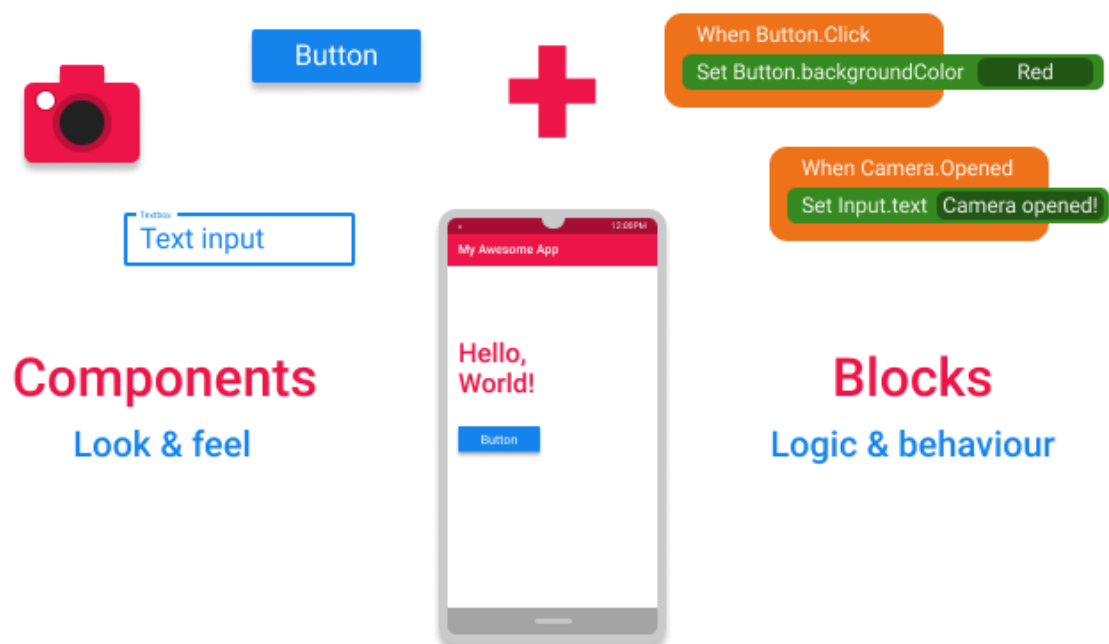 Button
When Button.Click
Set Button.backgroundColor Red
When Camera.Opened
Set Input.text Camera opened!
Textbox
Text input
12:00PM
My Awesome App
Hello,
World!
Button
Components
Look & feel
Blocks
Logic & behaviour